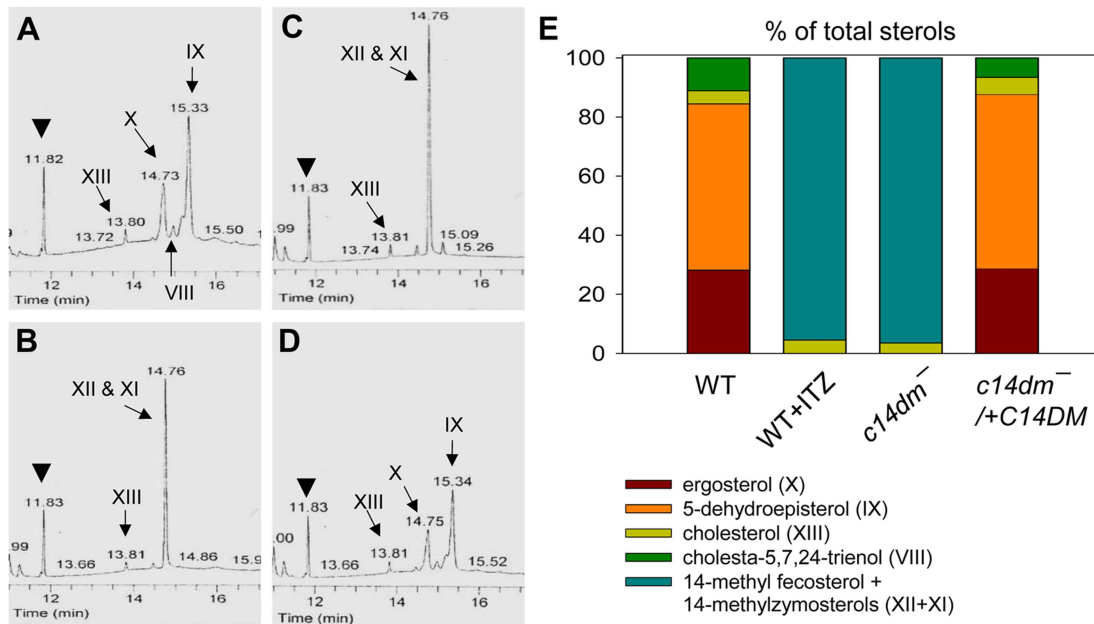 A
IX
15.33
X
14.73
11.82
XIII
13.80
13.72
15.50
VIII
12 14 16
Time (min)
B
14.76
XII & XI
11.83
XIII
.99
13.81
14.86
13.66
15.9
12 14 16
Time (min)
C
14.76
XII & XI
11.83
XIII
.99
13.81
15.09
13.74
15.26
12 14 16
Time (min)
D
IX
15.34
X
11.83
XIII
14.75
.00
13.81
13.66
15.52
12 14 16
Time (min)
E
% of total sterols
100
80
60
40
20
0
WT
WT+ITZ
c14dm⁻
c14dm⁻
/+C14DM
ergosterol (X)
5-dehydroepisterol (IX)
cholesterol (XIII)
cholesta-5,7,24-trienol (VIII)
14-methyl fecosterol +
14-methylzymosterols (XII+XI)